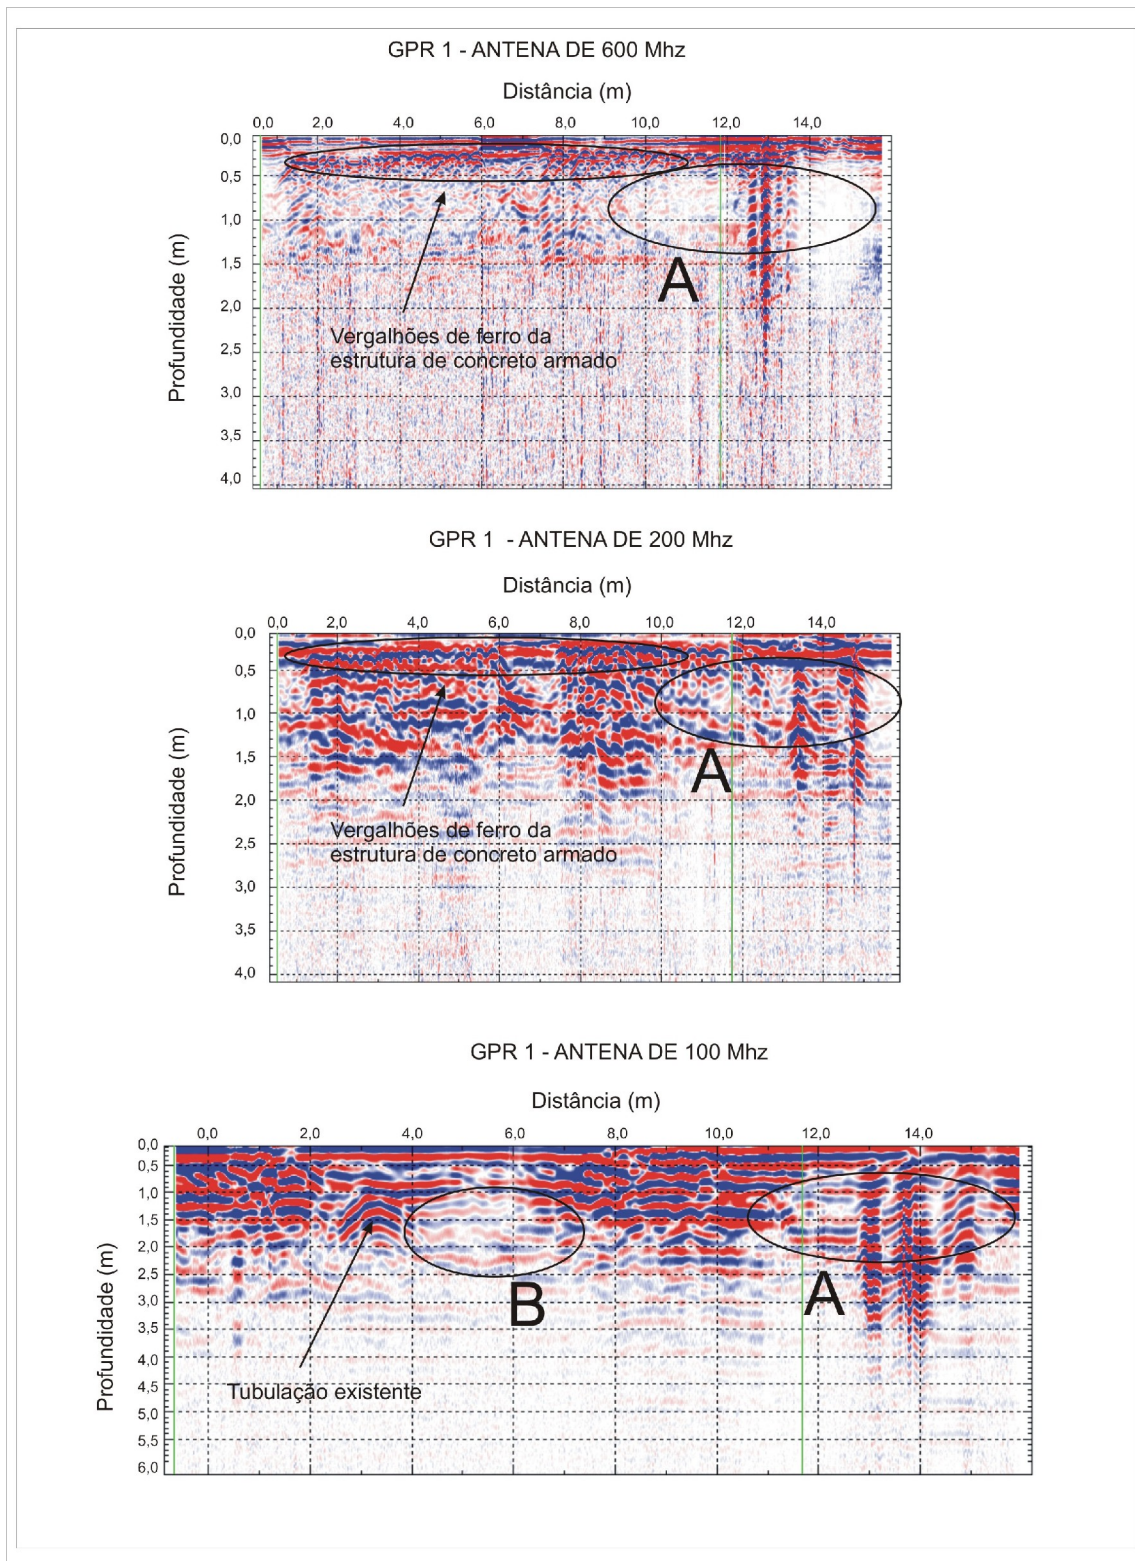 GPR 1 - ANTENA DE 600 Mhz
Distância (m)
0,0 2,0 4,0 6,0 8,0 10,0 12,0 14,0
0,0
0,5
1,0
1,5
2,0
2,5
3,0
3,5
4,0
Profundidade (m)
A
Vergalhões de ferro da
estrutura de concreto armado
GPR 1 - ANTENA DE 200 Mhz
Distância (m)
0,0 2,0 4,0 6,0 8,0 10,0 12,0 14,0
0,0
0,5
1,0
1,5
2,0
2,5
3,0
3,5
4,0
Profundidade (m)
A
Vergalhões de ferro da
estrutura de concreto armado
GPR 1 - ANTENA DE 100 Mhz
Distância (m)
0,0 2,0 4,0 6,0 8,0 10,0 12,0 14,0
0,0
0,5
1,0
1,5
2,0
2,5
3,0
3,5
4,0
4,5
5,0
5,5
6,0
Profundidade (m)
B
A
Tubulação existente